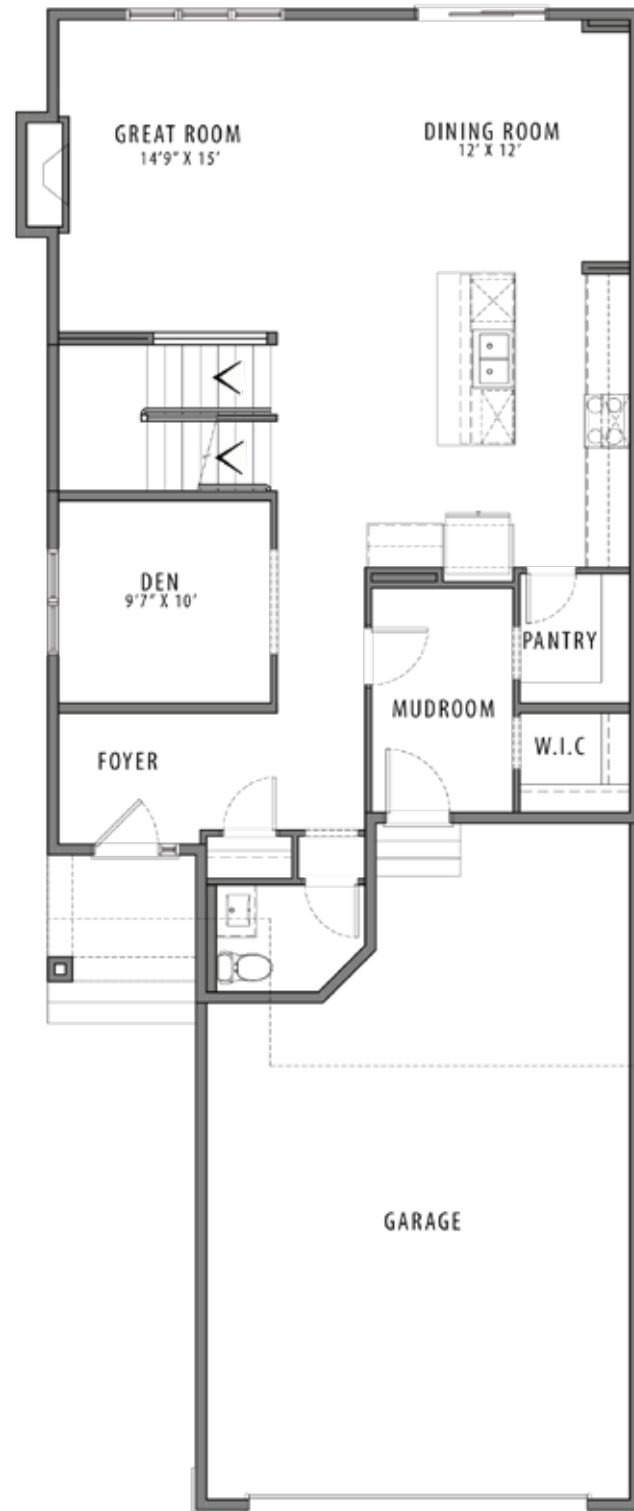 GREAT ROOM
14'9" X 15'
DINING ROOM
12' X 12'
DEN
9'7" X 10'
PANTRY
MUDROOM
W.I.C
FOYER
GARAGE